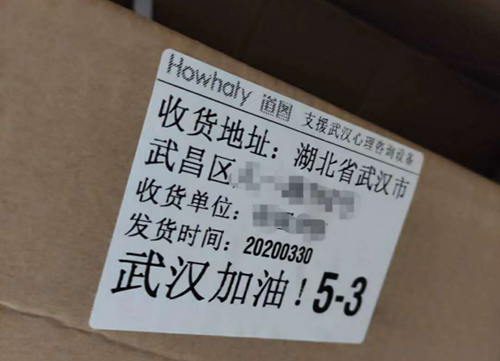 Howhaly 道图 支援武汉心理咨询设备
收货地址：湖北省武汉市
武昌区
收货单位：
发货时间：20200330
武汉加油！5-3